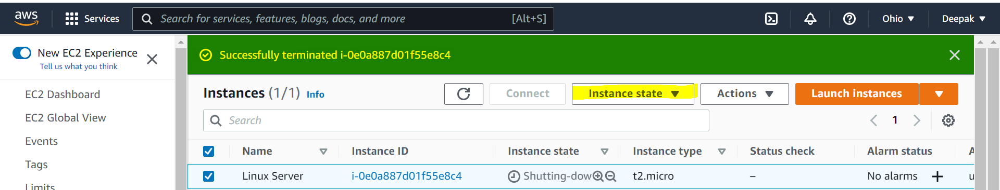 aws Services Search for services, features, blogs, docs, and more [Alt+S] Ohio Deepak
New EC2 Experience
Tell us what you think
Successfully terminated i-0e0a887d01f55e8c4
EC2 Dashboard
EC2 Global View
Events
Tags
Limits
Instances (1/1) Info Connect Instance state Actions Launch instances
Search 1
Name Instance ID Instance state Instance type Status check Alarm status A
Linux Server i-0e0a887d01f55e8c4 Shutting-dow t2.micro – No alarms + u